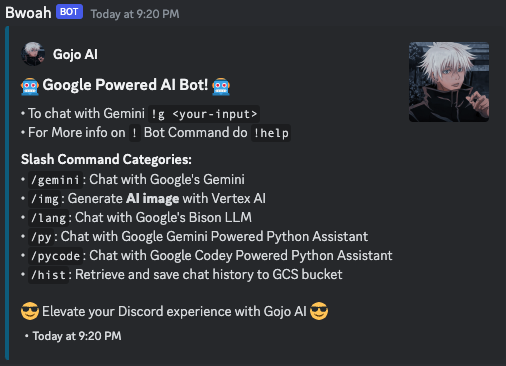 Bwoah BOT Today at 9:20 PM
Gojo AI
🤖 Google Powered AI Bot! 🤖
• To chat with Gemini !g <your-input>
• For More info on ! Bot Command do !help
Slash Command Categories:
• /gemini: Chat with Google's Gemini
• /img: Generate AI image with Vertex AI
• /lang: Chat with Google's Bison LLM
• /py: Chat with Google Gemini Powered Python Assistant
• /pycode: Chat with Google Codey Powered Python Assistant
• /hist: Retrieve and save chat history to GCS bucket
😎 Elevate your Discord experience with Gojo AI 😎
• Today at 9:20 PM